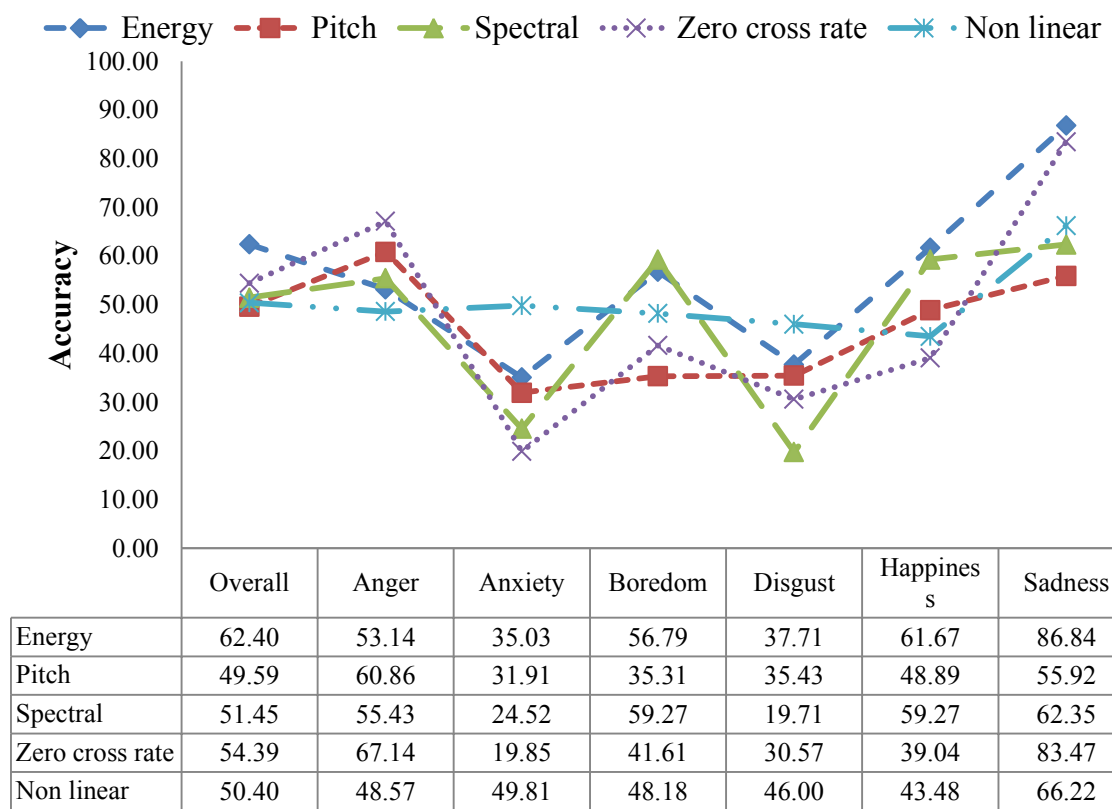 Energy Pitch Spectral Zero cross rate Non linear
100.00
90.00
80.00
70.00
60.00
50.00
40.00
30.00
20.00
10.00
0.00
Accuracy
Overall Anger Anxiety Boredom Disgust Happines
s Sadness
Energy 62.40 53.14 35.03 56.79 37.71 61.67 86.84
Pitch 49.59 60.86 31.91 35.31 35.43 48.89 55.92
Spectral 51.45 55.43 24.52 59.27 19.71 59.27 62.35
Zero cross rate 54.39 67.14 19.85 41.61 30.57 39.04 83.47
Non linear 50.40 48.57 49.81 48.18 46.00 43.48 66.22